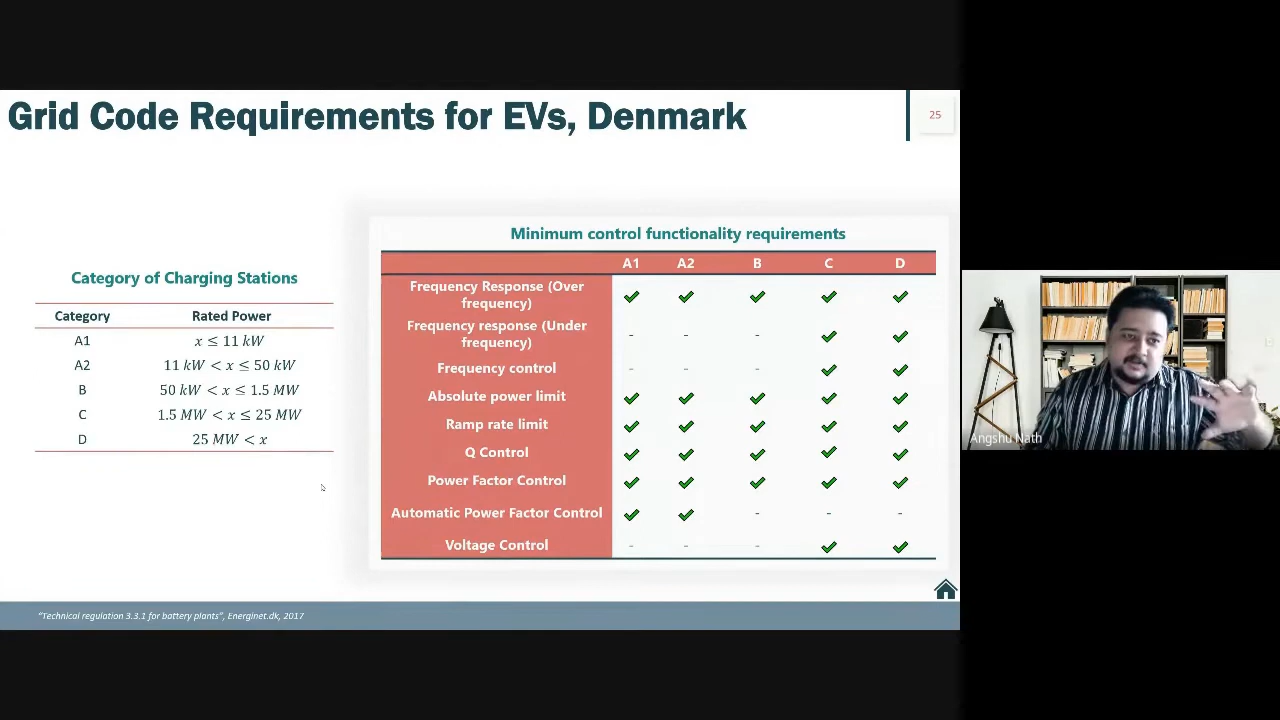 Grid Code Requirements for EVs, Denmark
25
Category of Charging Stations
Category Rated Power
A1 x ≤ 11 kW
A2 11 kW < x ≤ 50 kW
B 50 kW < x ≤ 1.5 MW
C 1.5 MW < x ≤ 25 MW
D 25 MW < x
Minimum control functionality requirements
A1 A2 B C D
Frequency Response (Over
frequency) ✓ ✓ ✓ ✓ ✓
Frequency response (Under
frequency) - - - ✓ ✓
Frequency control - - - ✓ ✓
Absolute power limit ✓ ✓ ✓ ✓ ✓
Ramp rate limit ✓ ✓ ✓ ✓ ✓
Q Control ✓ ✓ ✓ ✓ ✓
Power Factor Control ✓ ✓ ✓ ✓ ✓
Automatic Power Factor Control ✓ ✓ - - -
Voltage Control - - - ✓ ✓
"Technical regulation 3.3.1 for battery plants", Energinet.dk, 2017
Angshu Nath